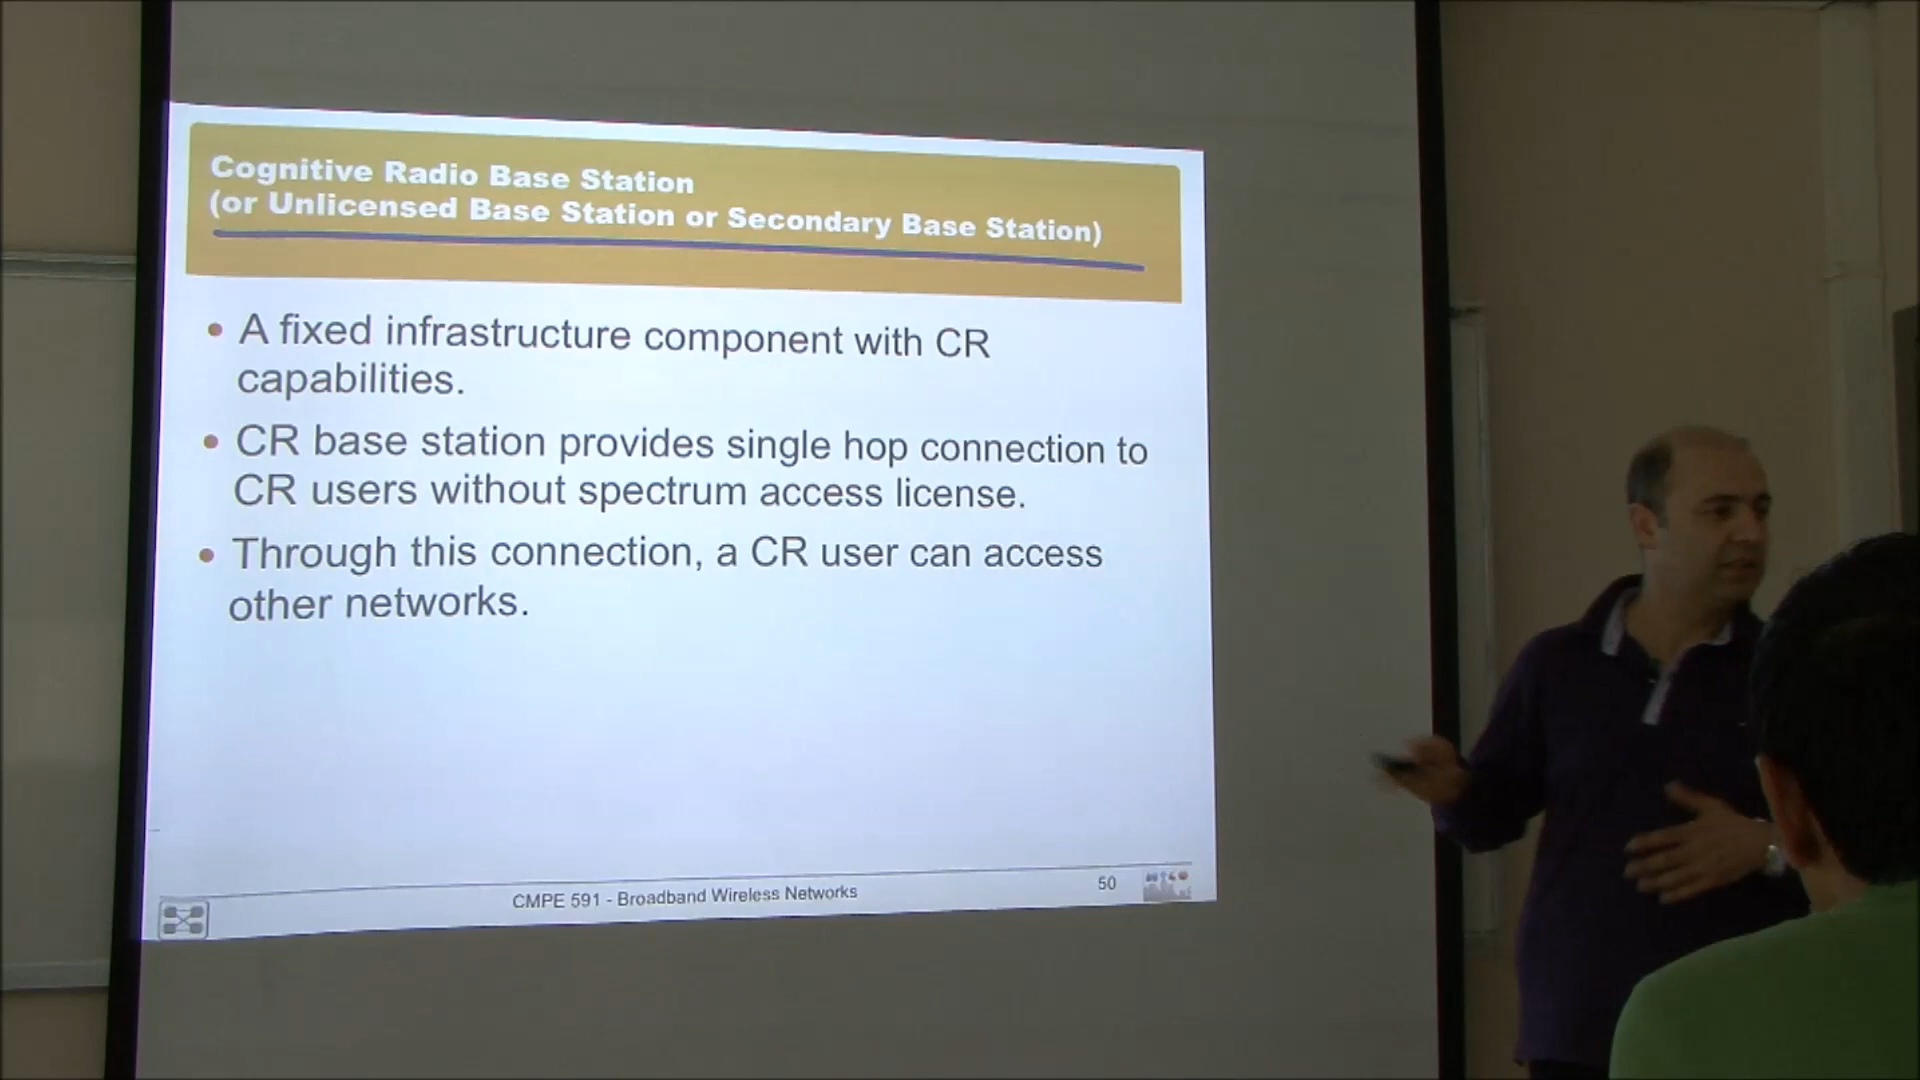 Cognitive Radio Base Station
(or Unlicensed Base Station or Secondary Base Station)
• A fixed infrastructure component with CR
capabilities.
• CR base station provides single hop connection to
CR users without spectrum access license.
• Through this connection, a CR user can access
other networks.
CMPE 591 - Broadband Wireless Networks
50